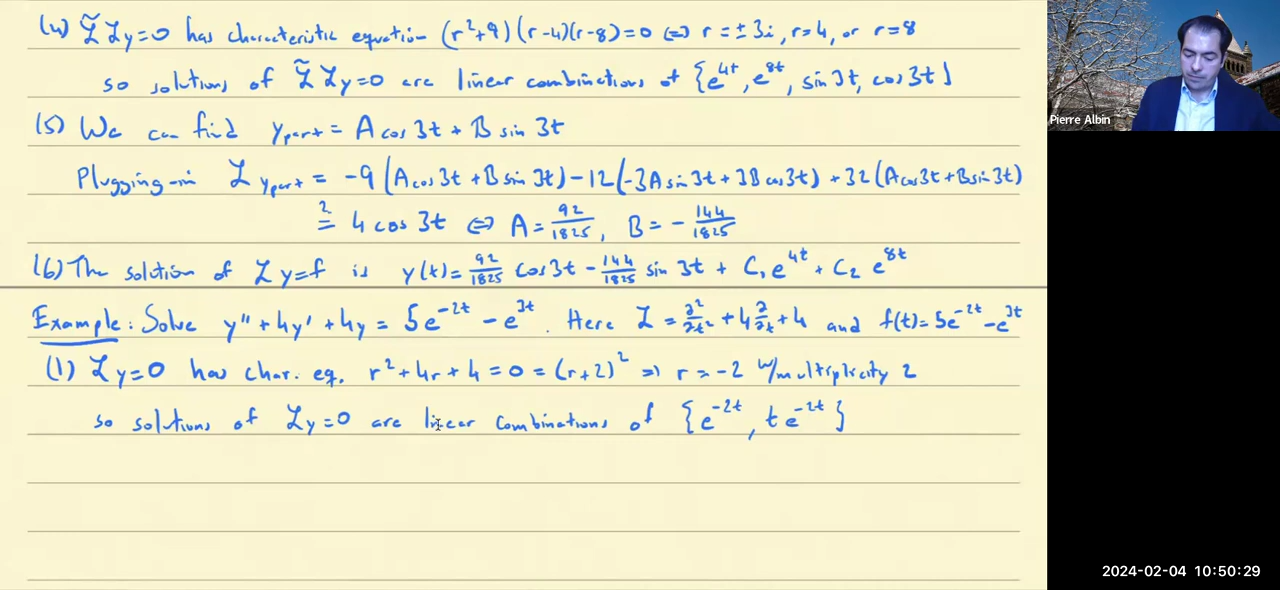 (4) ℒ̃ℒy=0 has characteristic equation (r²+9)(r-4)(r-8)=0 ⇔ r=±3i, r=4, or r=8
so solutions of ℒ̃ℒy=0 are linear combinations of {e^{4t}, e^{8t}, sin 3t, cos 3t}
(5) We can find y_part = A cos 3t + B sin 3t
Plugging-in ℒy_part = -9(A cos 3t + B sin 3t) - 12(-3A sin 3t + 3B cos 3t) + 32(A cos 3t + B sin 3t)
≟ 4 cos 3t ⇔ A = 92/1825, B = - 144/1825
(6) The solution of ℒy=f is y(t) = 92/1825 cos 3t - 144/1825 sin 3t + C₁e^{4t} + C₂e^{8t}
Example: Solve y''+4y'+4y = 5e^{-2t} - e^{3t}. Here ℒ = ∂²/∂t² + 4 ∂/∂t + 4 and f(t) = 5e^{-2t} - e^{3t}
(1) ℒy=0 has char. eq. r²+4r+4=0=(r+2)² ⇒ r=-2 w/multiplicity 2
so solutions of ℒy=0 are linear combinations of {e^{-2t}, te^{-2t}}
Pierre Albin
2024-02-04 10:50:29